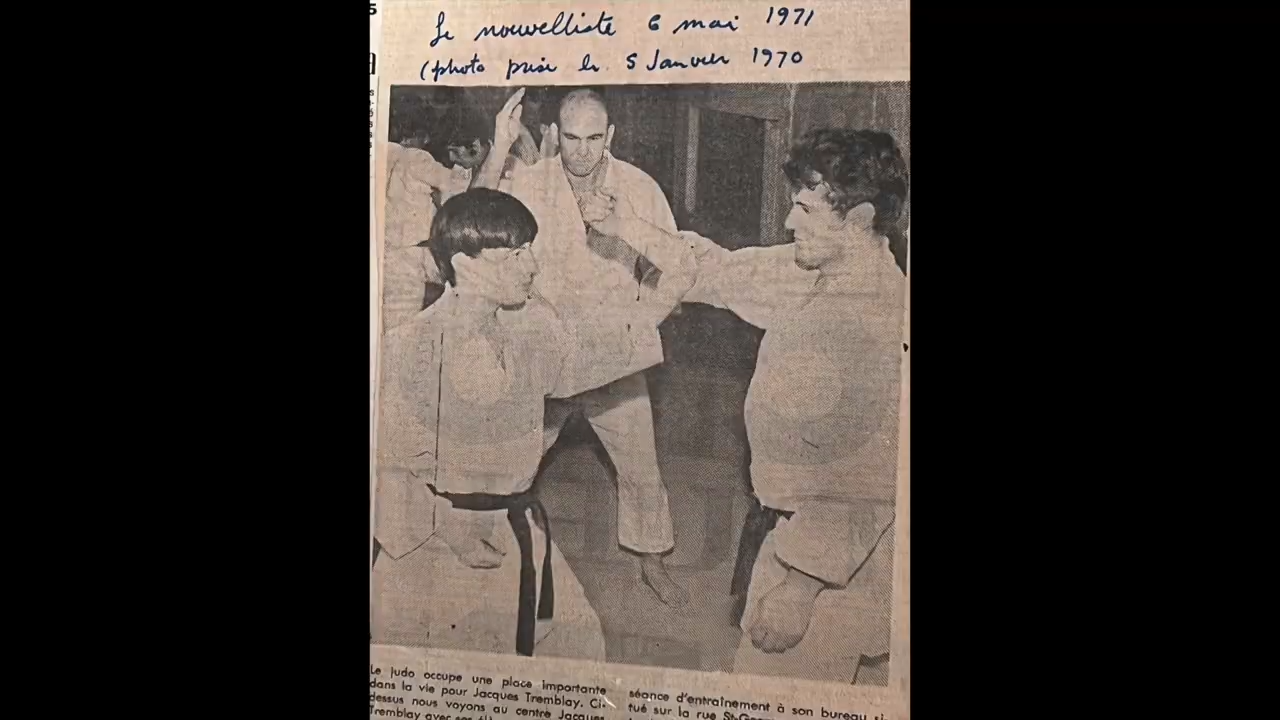 Le nouvelliste 6 mai 1971
(photo prise le 5 Janvier 1970
Le judo occupe une place importante
dans la vie pour Jacques Tremblay. Ci-
dessus nous voyons au centre Jacques
Tremblay avec ses
séance d'entraînement à son bureau si-
tué sur la rue